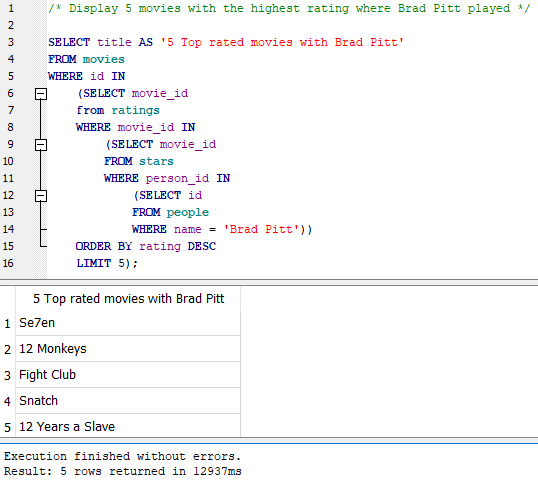 1 /* Display 5 movies with the highest rating where Brad Pitt played */
2
3 SELECT title AS '5 Top rated movies with Brad Pitt'
4 FROM movies
5 WHERE id IN
6 (SELECT movie_id
7 from ratings
8 WHERE movie_id IN
9 (SELECT movie_id
10 FROM stars
11 WHERE person_id IN
12 (SELECT id
13 FROM people
14 WHERE name = 'Brad Pitt'))
15 ORDER BY rating DESC
16 LIMIT 5);
5 Top rated movies with Brad Pitt
1 Se7en
2 12 Monkeys
3 Fight Club
4 Snatch
5 12 Years a Slave
Execution finished without errors.
Result: 5 rows returned in 12937ms